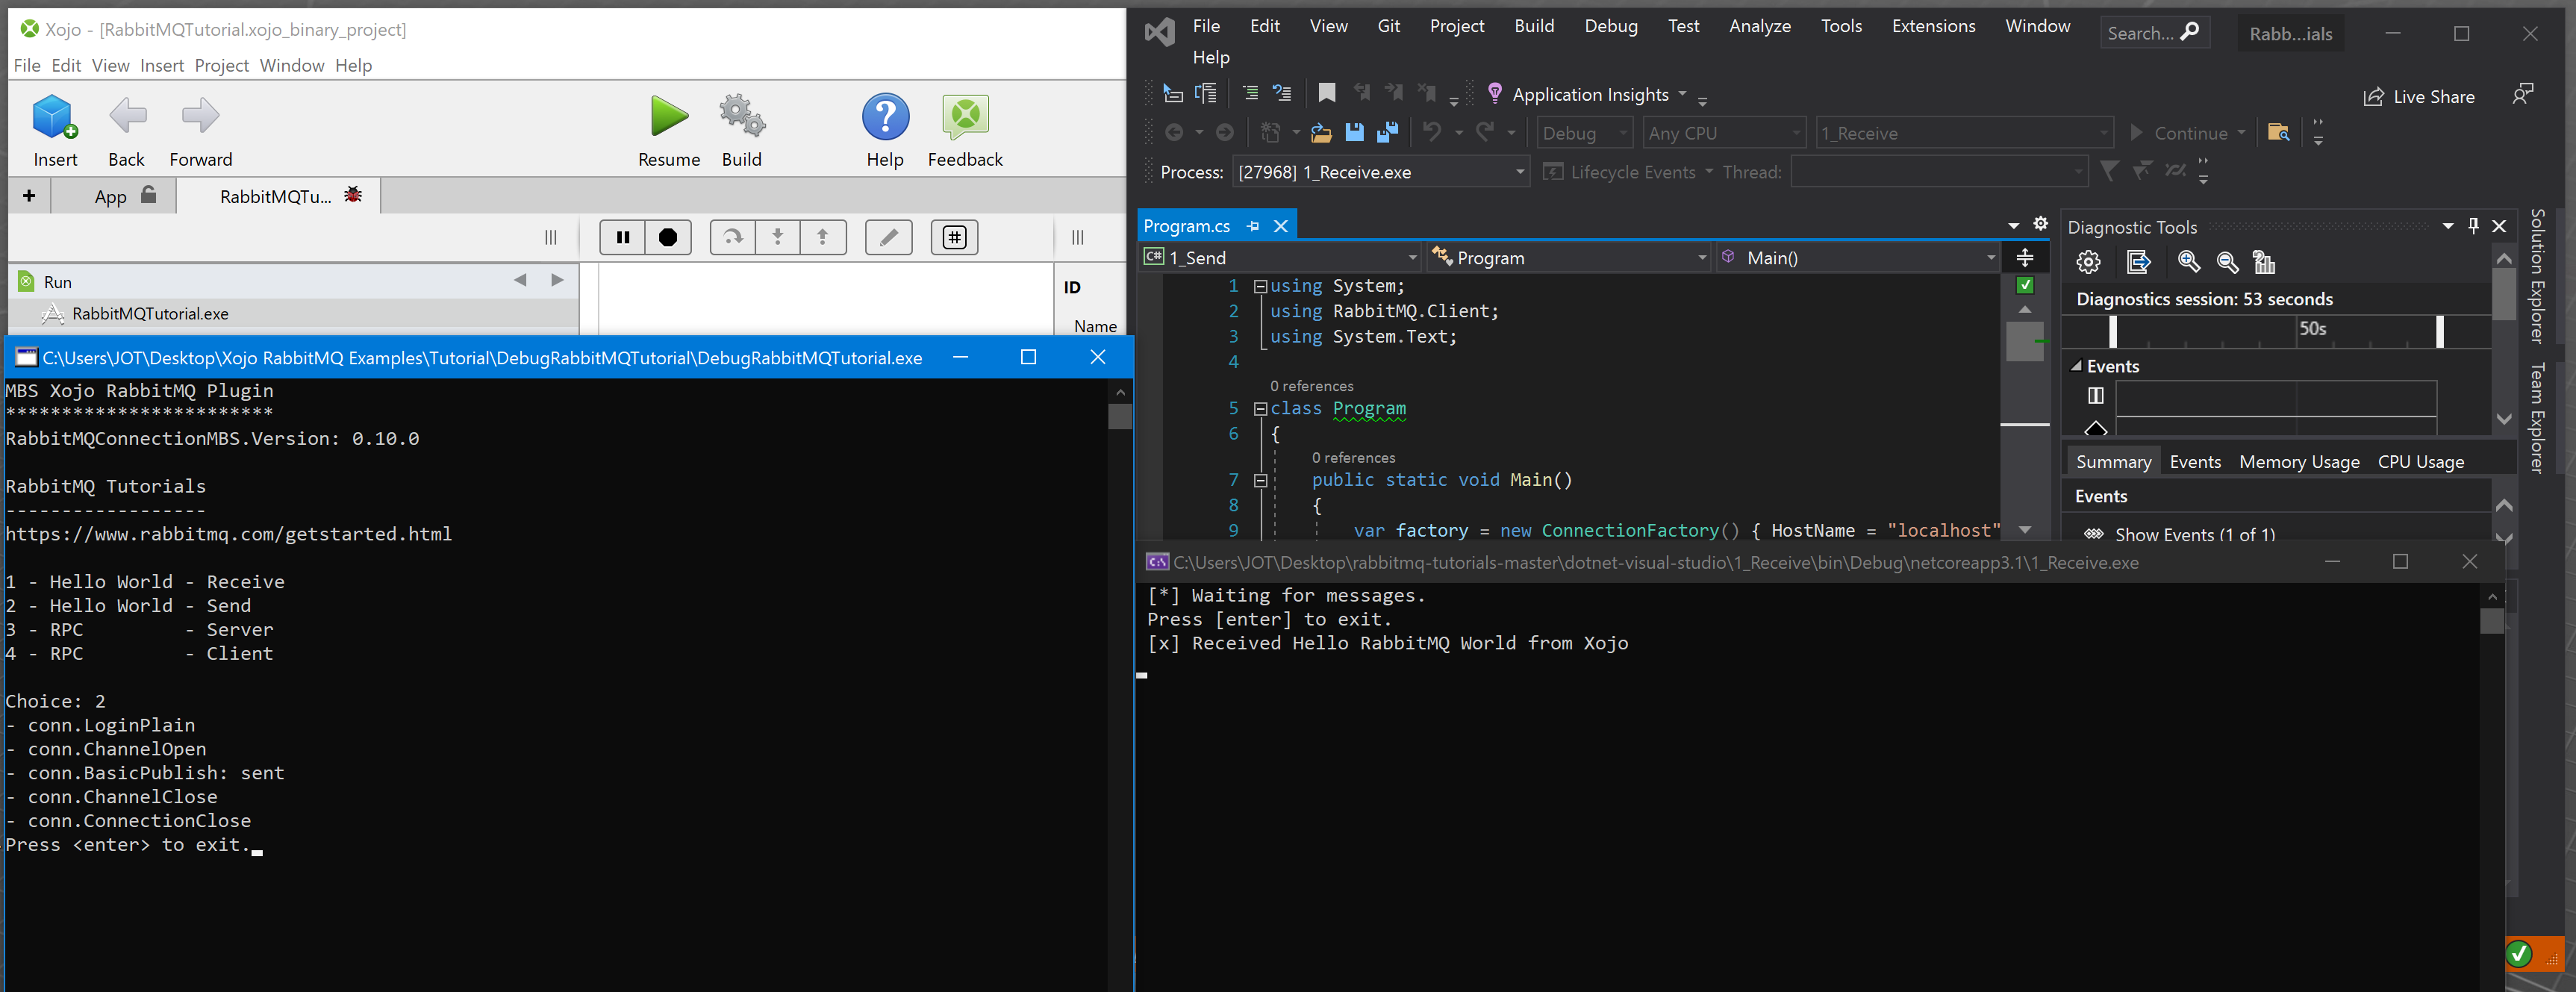 Xojo - [RabbitMQTutorial.xojo_binary_project]
File Edit View Insert Project Window Help
Insert Back Forward Resume Build Help Feedback
+ App RabbitMQTu...
Run
RabbitMQTutorial.exe
ID
Name
C:\Users\JOT\Desktop\Xojo RabbitMQ Examples\Tutorial\DebugRabbitMQTutorial\DebugRabbitMQTutorial.exe
MBS Xojo RabbitMQ Plugin
************************
RabbitMQConnectionMBS.Version: 0.10.0
RabbitMQ Tutorials
------------------
https://www.rabbitmq.com/getstarted.html
1 - Hello World - Receive
2 - Hello World - Send
3 - RPC         - Server
4 - RPC         - Client
Choice: 2
- conn.LoginPlain
- conn.ChannelOpen
- conn.BasicPublish: sent
- conn.ChannelClose
- conn.ConnectionClose
Press <enter> to exit.
File Edit View Git Project Build Debug Test Analyze Tools Extensions Window Search... Rabb...ials
Help
Application Insights Live Share
Debug Any CPU 1_Receive Continue
Process: [27968] 1_Receive.exe Lifecycle Events Thread:
Program.cs
C# 1_Send Program Main()
1 using System;
2 using RabbitMQ.Client;
3 using System.Text;
4
0 references
5 class Program
6 {
0 references
7 public static void Main()
8 {
9 var factory = new ConnectionFactory() { HostName = "localhost"
Diagnostic Tools
Diagnostics session: 53 seconds
50s
Events
Summary Events Memory Usage CPU Usage
Events
Show Events (1 of 1)
Solution Explorer
Team Explorer
C:\Users\JOT\Desktop\rabbitmq-tutorials-master\dotnet-visual-studio\1_Receive\bin\Debug\netcoreapp3.1\1_Receive.exe
[*] Waiting for messages.
Press [enter] to exit.
[x] Received Hello RabbitMQ World from Xojo